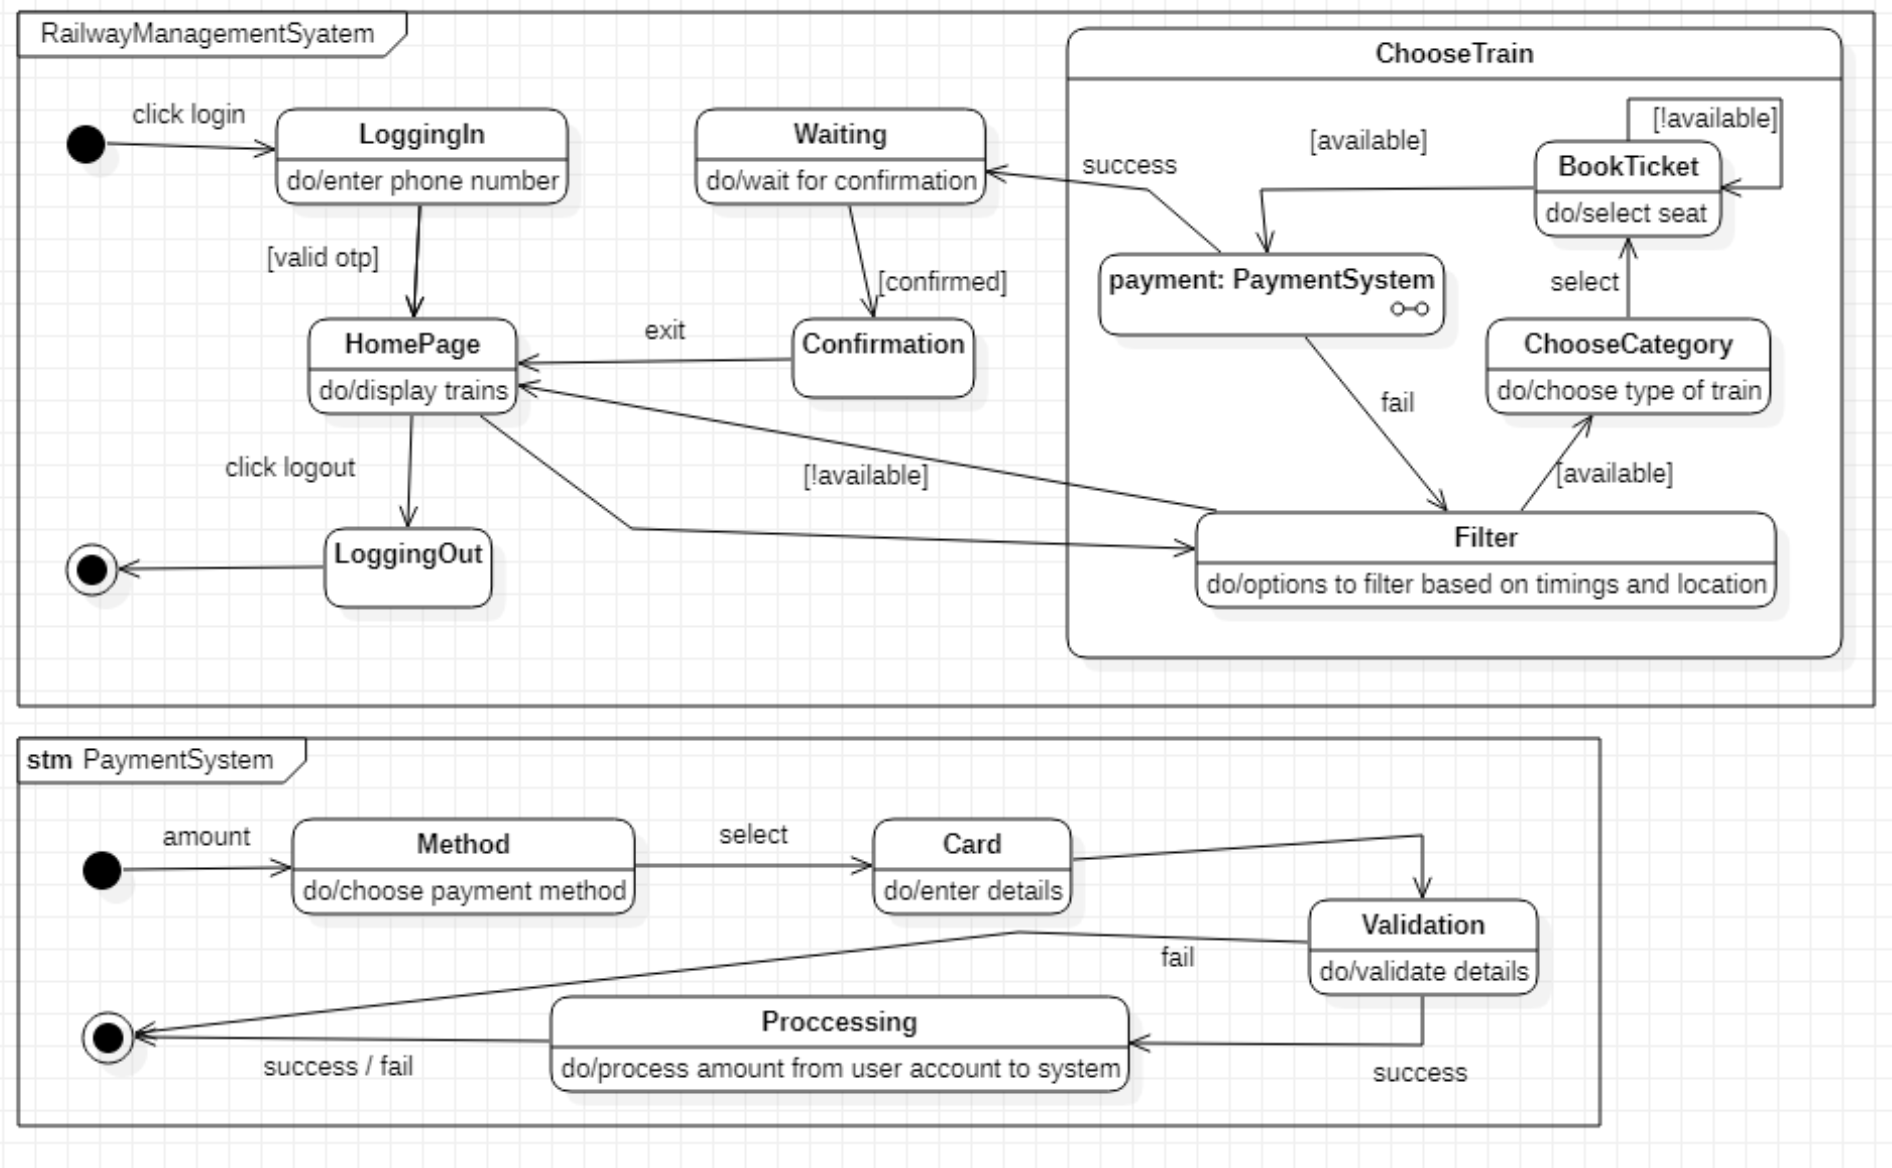 RailwayManagementSyatem
ChooseTrain
click login
LoggingIn
do/enter phone number
Waiting
do/wait for confirmation
success
[available]
[!available]
BookTicket
do/select seat
[valid otp]
[confirmed]
payment: PaymentSystem
select
HomePage
do/display trains
exit
Confirmation
ChooseCategory
do/choose type of train
fail
click logout
[!available]
[available]
LoggingOut
Filter
do/options to filter based on timings and location
stm PaymentSystem
amount
Method
do/choose payment method
select
Card
do/enter details
Validation
do/validate details
fail
Proccessing
do/process amount from user account to system
success / fail
success